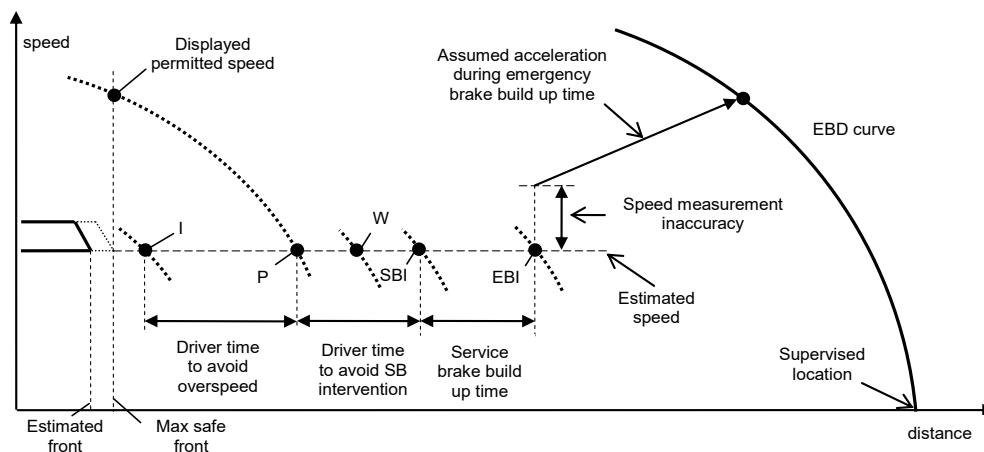 speed
Displayed
permitted speed
Assumed acceleration
during emergency
brake build up time
EBD curve
I
P
W
SBI
EBI
Speed measurement
inaccuracy
Estimated
speed
Driver time
to avoid
overspeed
Driver time
to avoid SB
intervention
Service
brake build
up time
Supervised
location
Estimated
front
Max safe
front
distance